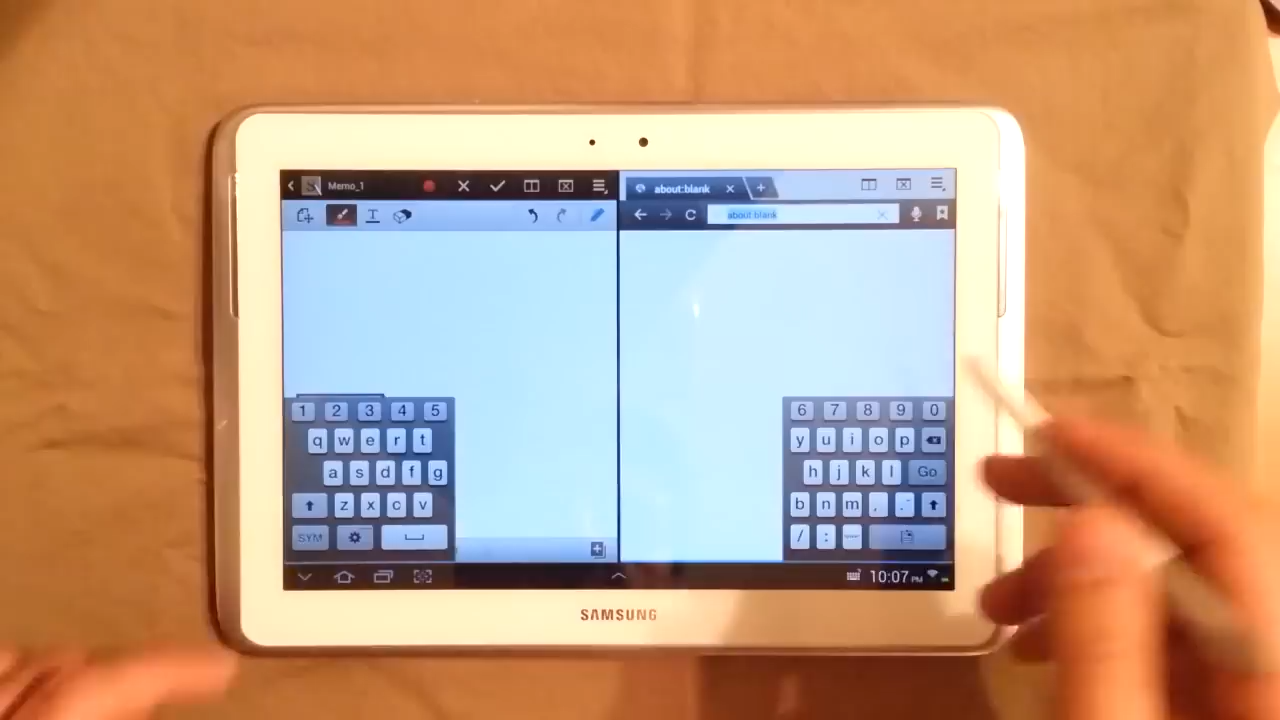 Memo_1
about:blank
about:blank
T
1 2 3 4 5
6 7 8 9 0
q w e r t
y u i o p
a s d f g
h j k l Go
z x c v
b n m , .
SYM
/ :
10:07 PM
SAMSUNG